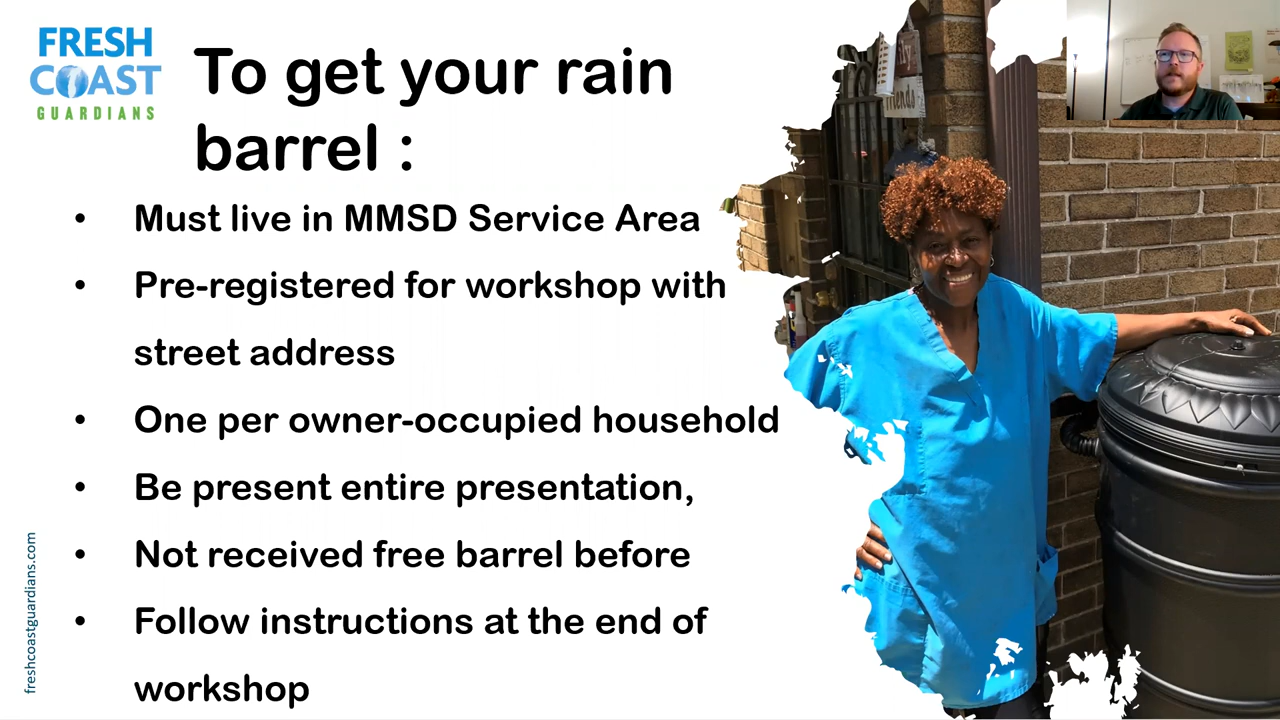 FRESH
COAST
GUARDIANS
To get your rain
barrel :
• Must live in MMSD Service Area
• Pre-registered for workshop with
street address
• One per owner-occupied household
• Be present entire presentation,
• Not received free barrel before
• Follow instructions at the end of
workshop
freshcoastguardians.com